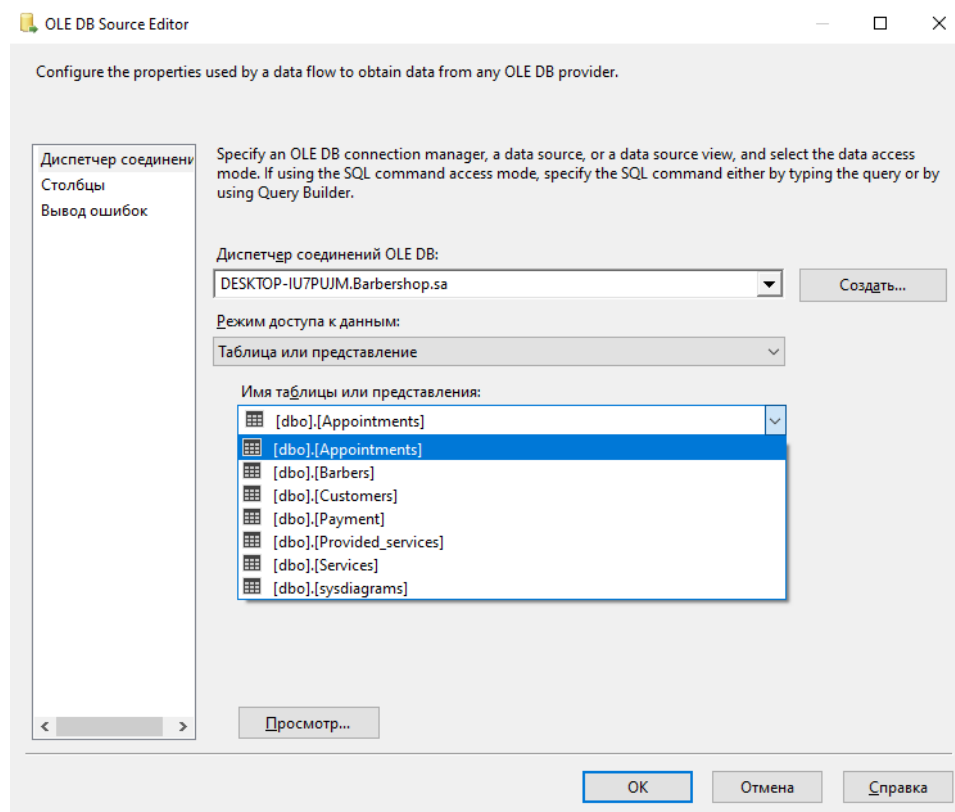 OLE DB Source Editor
Configure the properties used by a data flow to obtain data from any OLE DB provider.
Диспетчер соединени
Столбцы
Вывод ошибок
Specify an OLE DB connection manager, a data source, or a data source view, and select the data access
mode. If using the SQL command access mode, specify the SQL command either by typing the query or by
using Query Builder.
Диспетчер соединений OLE DB:
DESKTOP-IU7PUJM.Barbershop.sa
Создать...
Режим доступа к данным:
Таблица или представление
Имя таблицы или представления:
[dbo].[Appointments]
[dbo].[Appointments]
[dbo].[Barbers]
[dbo].[Customers]
[dbo].[Payment]
[dbo].[Provided_services]
[dbo].[Services]
[dbo].[sysdiagrams]
Просмотр...
OK
Отмена
Справка